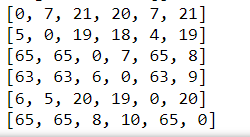 [0, 7, 21, 20, 7, 21]
[5, 0, 19, 18, 4, 19]
[65, 65, 0, 7, 65, 8]
[63, 63, 6, 0, 63, 9]
[6, 5, 20, 19, 0, 20]
[65, 65, 8, 10, 65, 0]